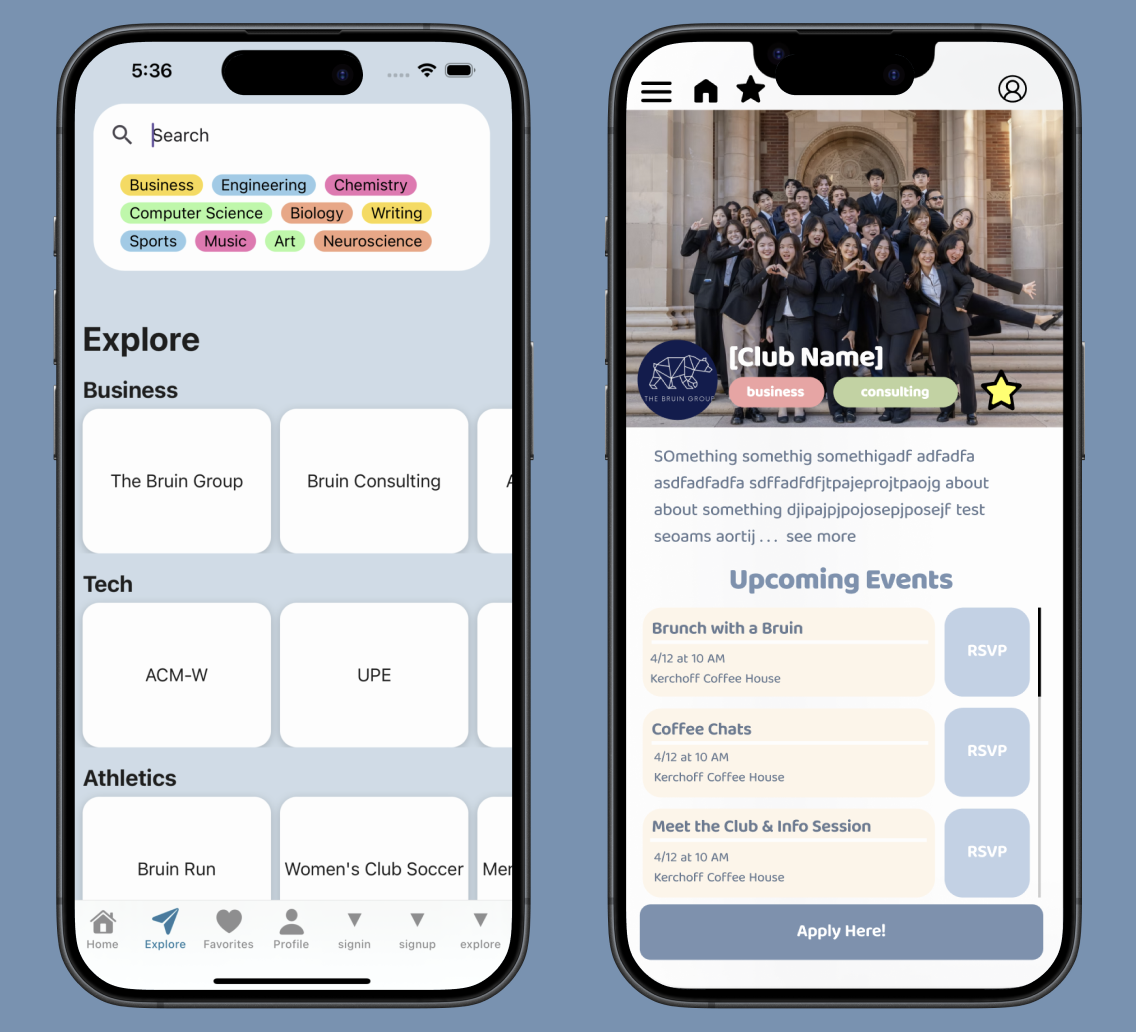 5:36
Search
Business Engineering Chemistry
Computer Science Biology Writing
Sports Music Art Neuroscience
Explore
Business
The Bruin Group Bruin Consulting A
Tech
ACM-W UPE
Athletics
Bruin Run Women's Club Soccer Mer
Home Explore Favorites Profile signin signup explore
[Club Name]
THE BRUIN GROUP
business consulting
SOmething somethig somethigadf adfadfa
asdfadfadfa sdffadfdfjtpajeprojtpaojg about
about something djipajpjpojosepjposejf test
seoams aortij ... see more
Upcoming Events
Brunch with a Bruin
4/12 at 10 AM
Kerchoff Coffee House
RSVP
Coffee Chats
4/12 at 10 AM
Kerchoff Coffee House
RSVP
Meet the Club & Info Session
4/12 at 10 AM
Kerchoff Coffee House
RSVP
Apply Here!